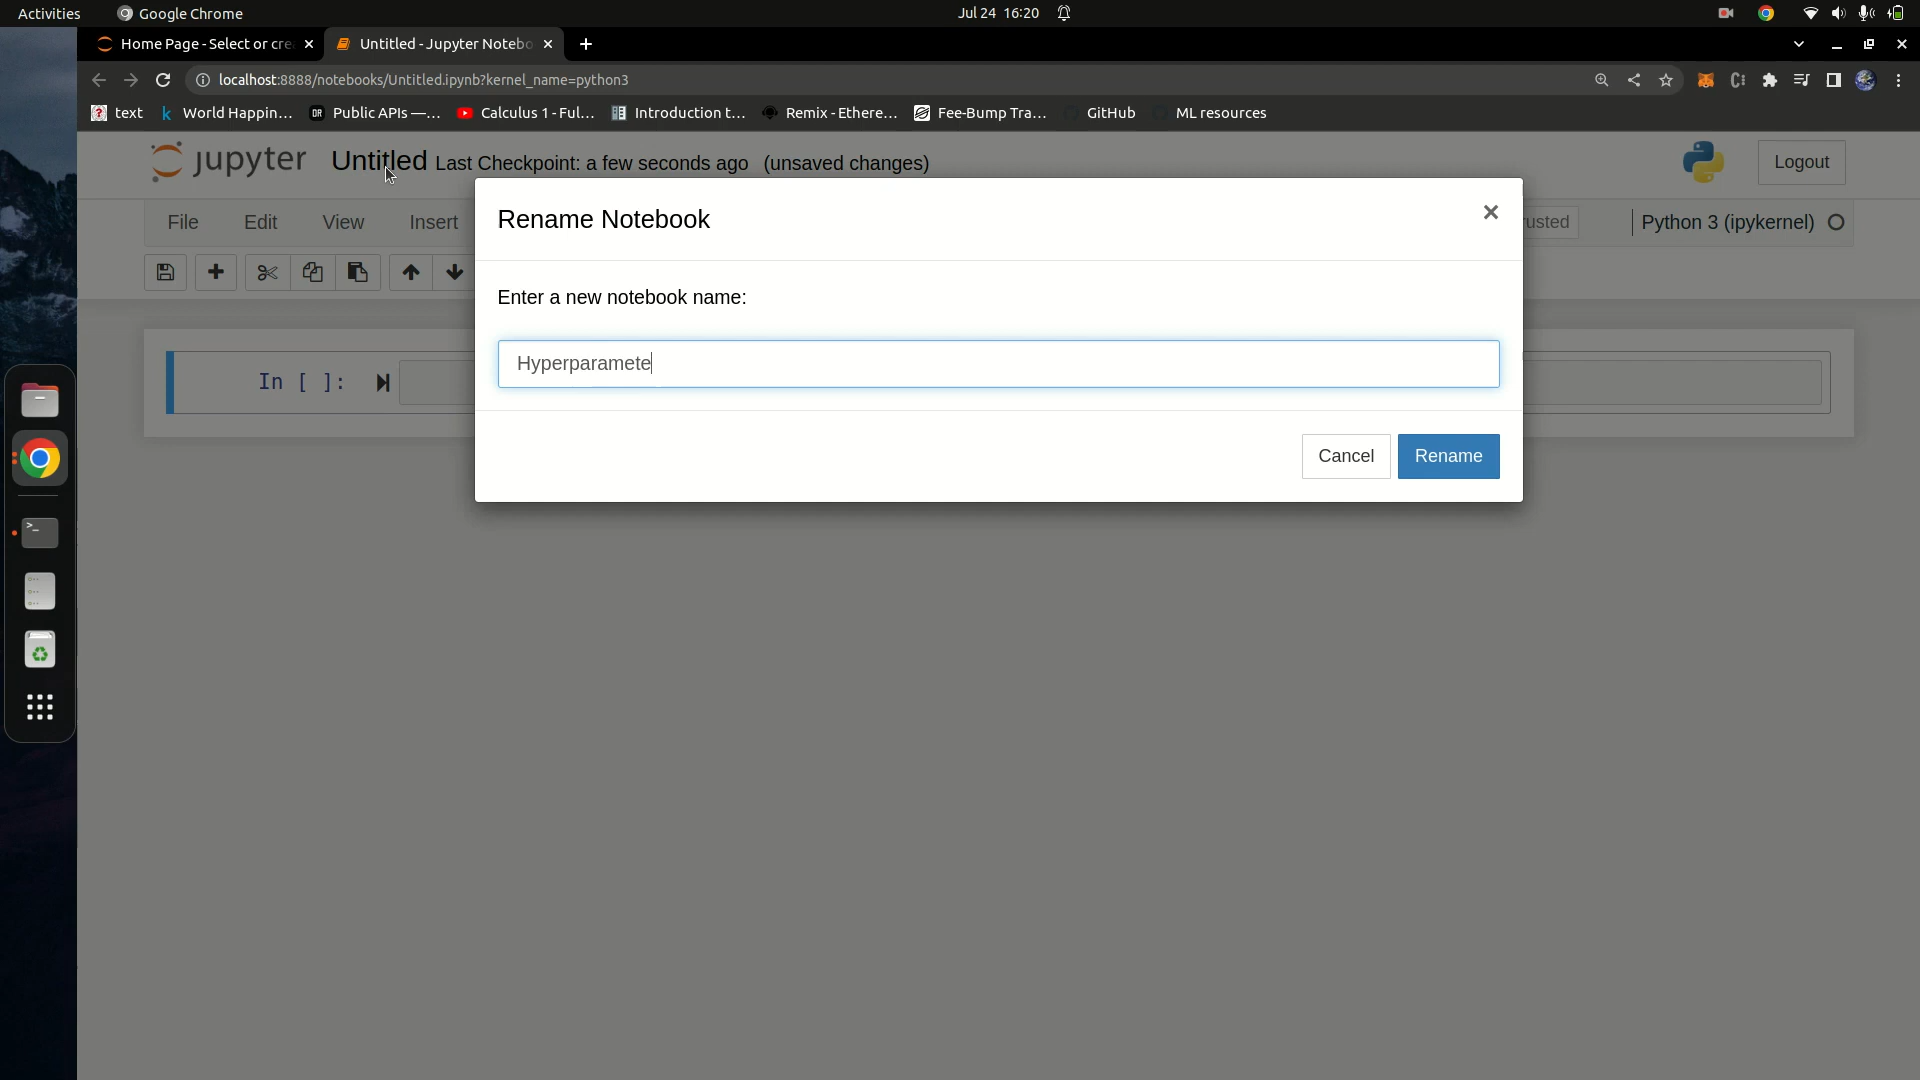 Activities Google Chrome Jul 24 16:20
Home Page - Select or cre Untitled - Jupyter Notebo
localhost:8888/notebooks/Untitled.ipynb?kernel_name=python3
text World Happin... Public APIs —... Calculus 1 - Ful... Introduction t... Remix - Ethere... Fee-Bump Tra... GitHub ML resources
jupyter Untitled Last Checkpoint: a few seconds ago (unsaved changes) Logout
Rename Notebook
File Edit View Insert rusted Python 3 (ipykernel)
Enter a new notebook name:
Hyperparamete
In [ ]:
Cancel Rename